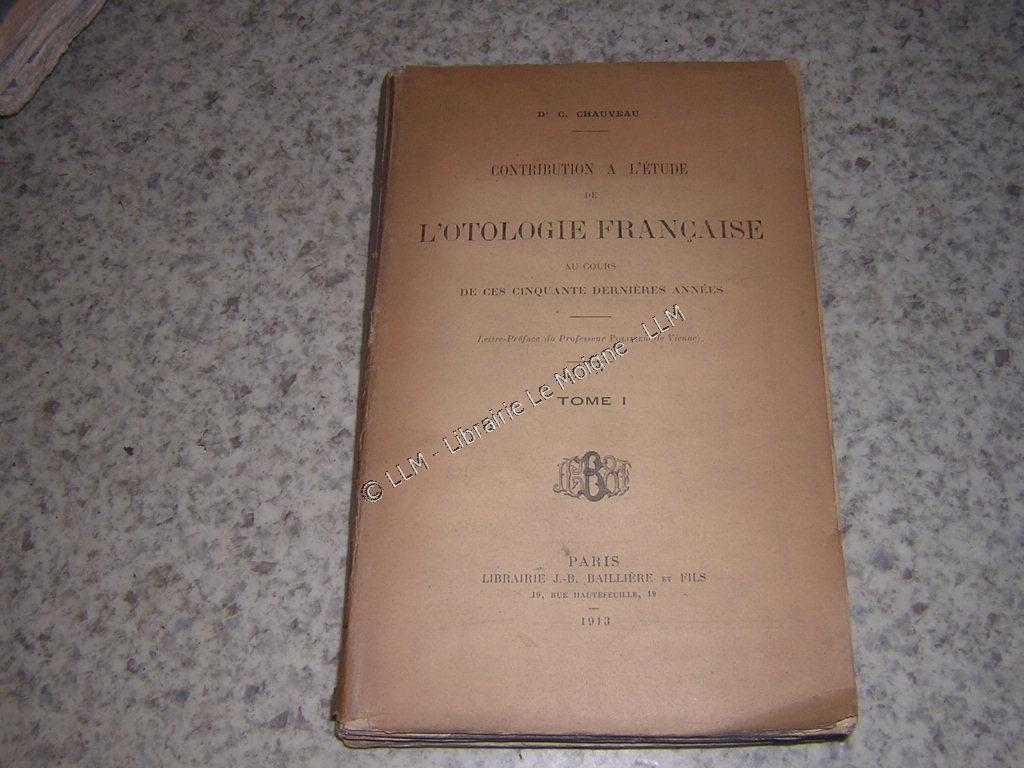 Dr C. CHAUVEAU
CONTRIBUTION A L'ÉTUDE
DE
L'OTOLOGIE FRANÇAISE
AU COURS
DE CES CINQUANTE DERNIÈRES ANNÉES
Lettre-Préface du Professeur POLITZER de Vienne)
© LLM - Librairie Le Moigne - LLM
TOME I
PARIS
LIBRAIRIE J.-B. BAILLIÈRE ET FILS
19, RUE HAUTEFEUILLE, 19
1913